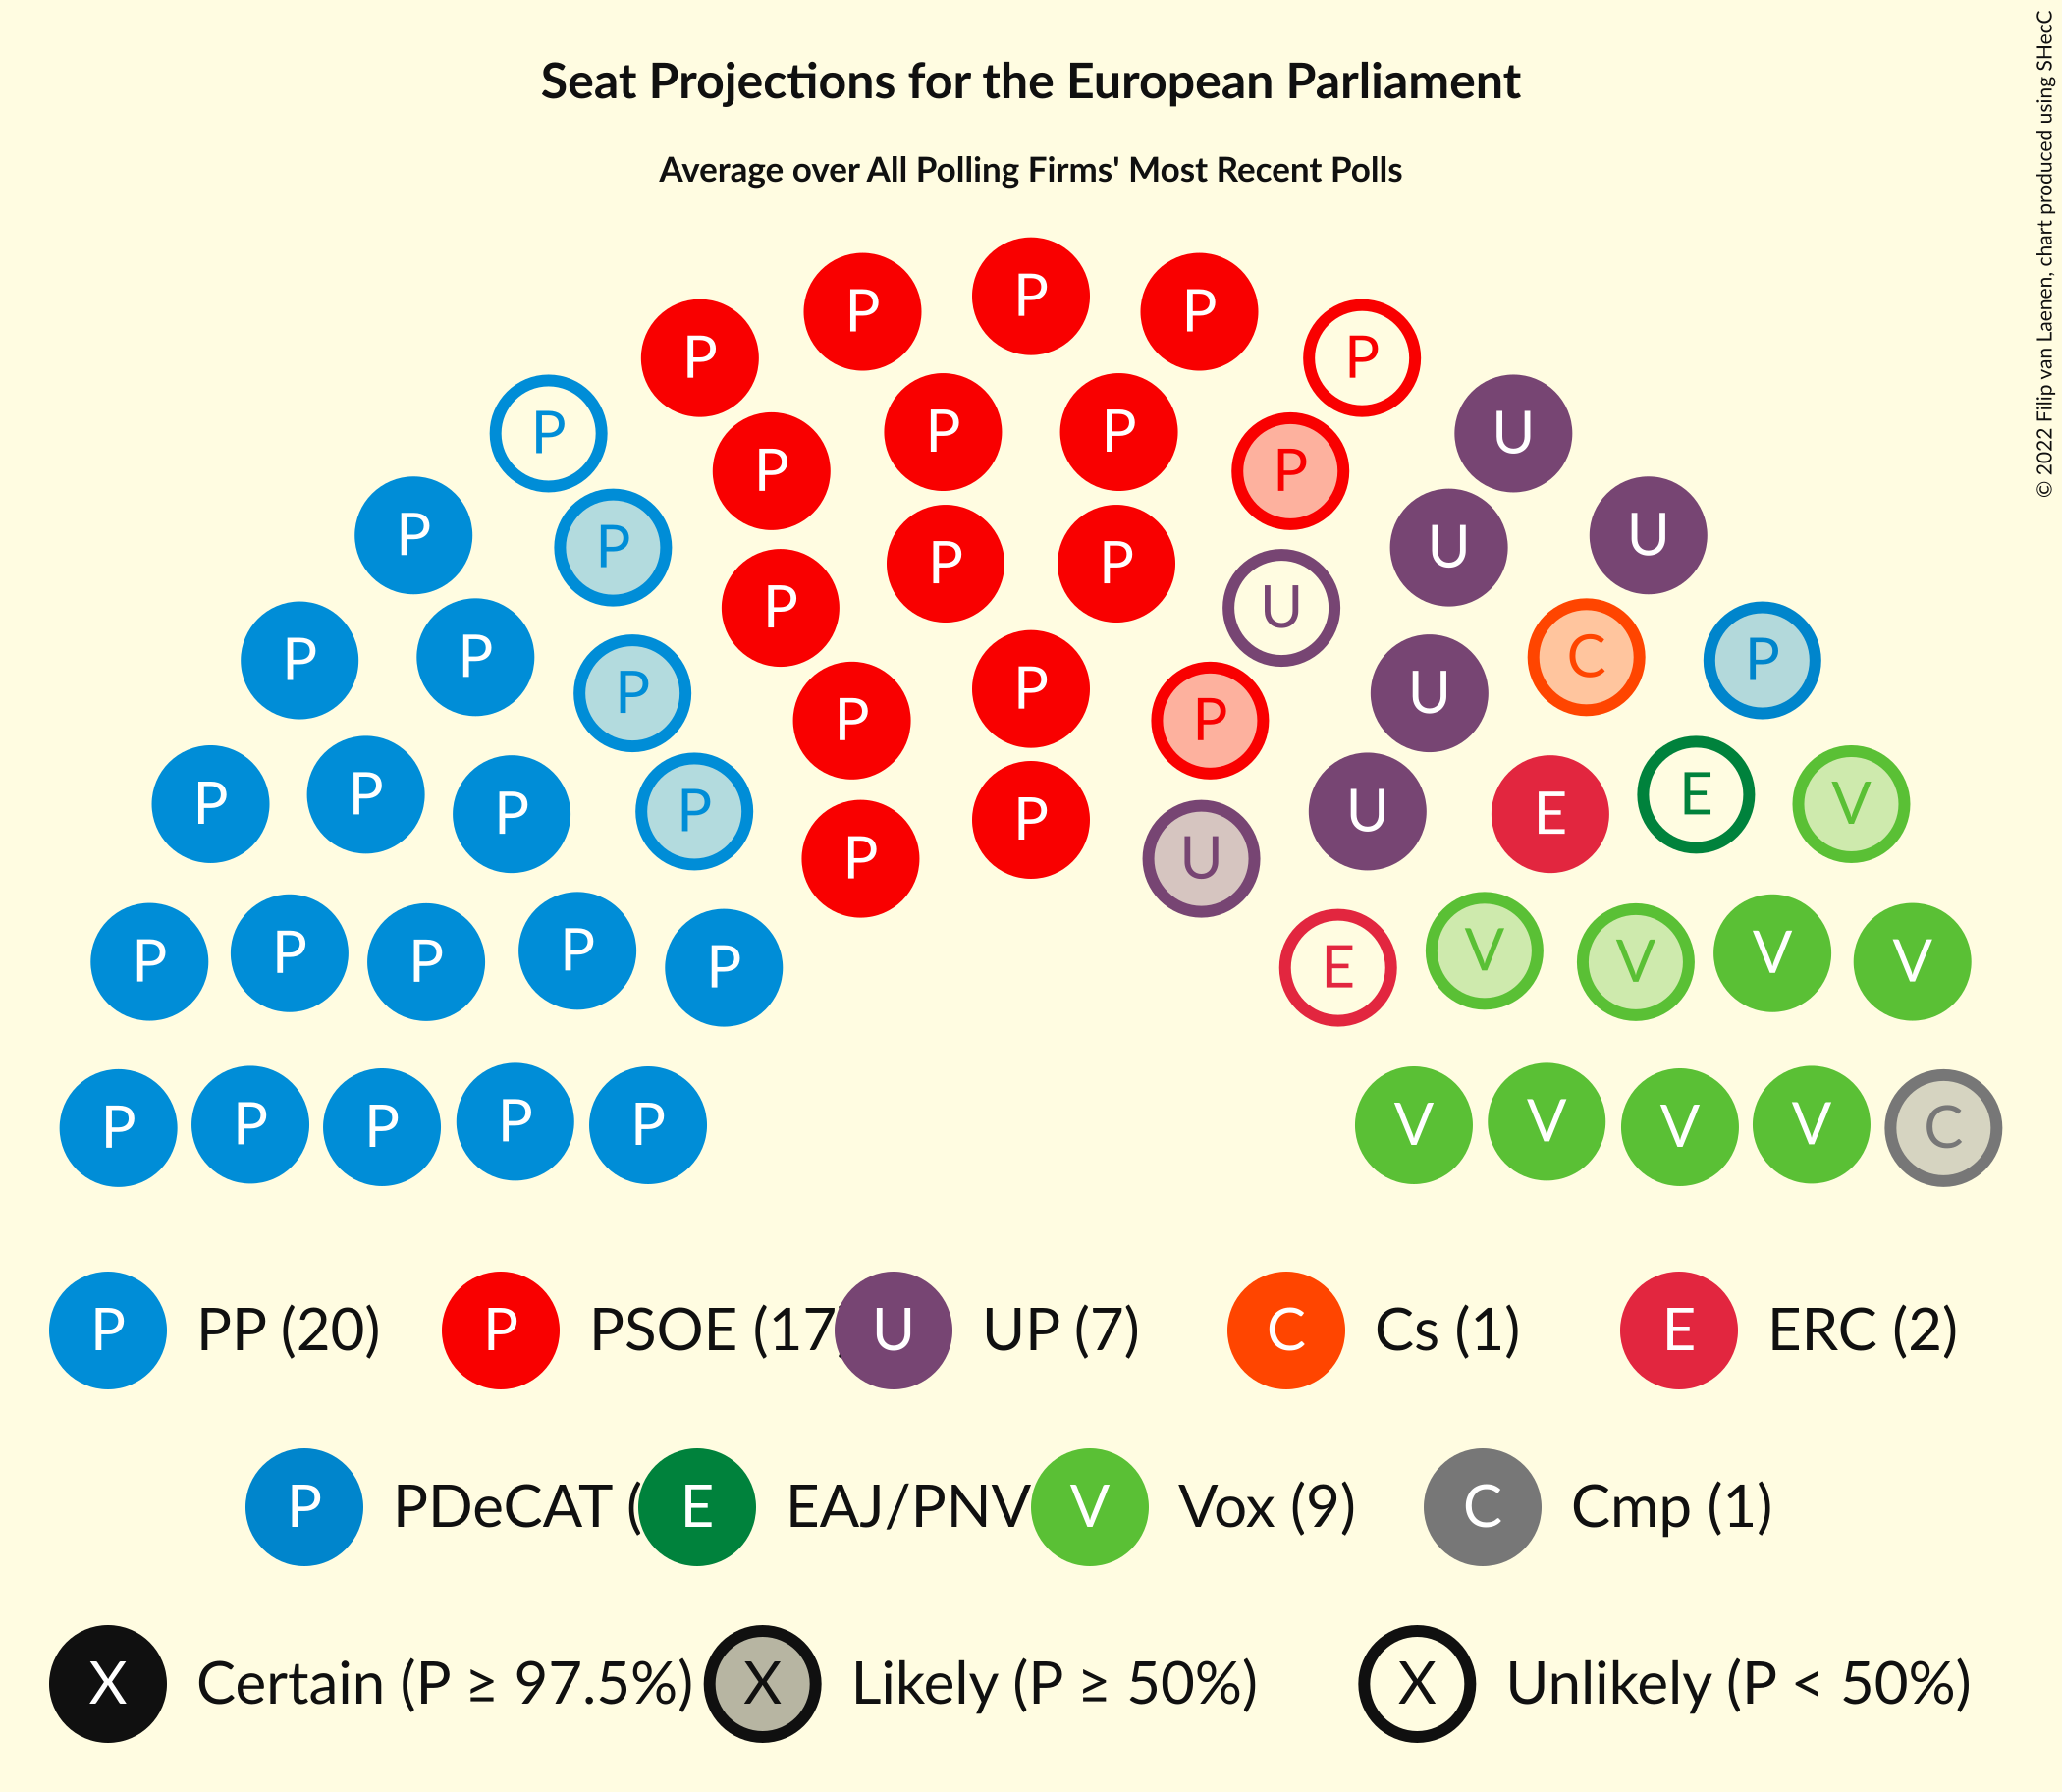 Seat Projections for the European Parliament
Average over All Polling Firms' Most Recent Polls
© 2022 Filip van Laenen, chart produced using SHecC
P
P P
P P
P P
P P
P P P P
P P U
P P U U
P P P
P P U
P P P C P
P P U
P P P
P P P E E V
P P U
P U
P P P P P E V V V V
P P P P P V V V V C
P PP (20) P PSOE (17 U UP (7) C Cs (1) E ERC (2)
P PDeCAT ( E EAJ/PNV V Vox (9) C Cmp (1)
X Certain (P ≥ 97.5%) X Likely (P ≥ 50%) X Unlikely (P < 50%)